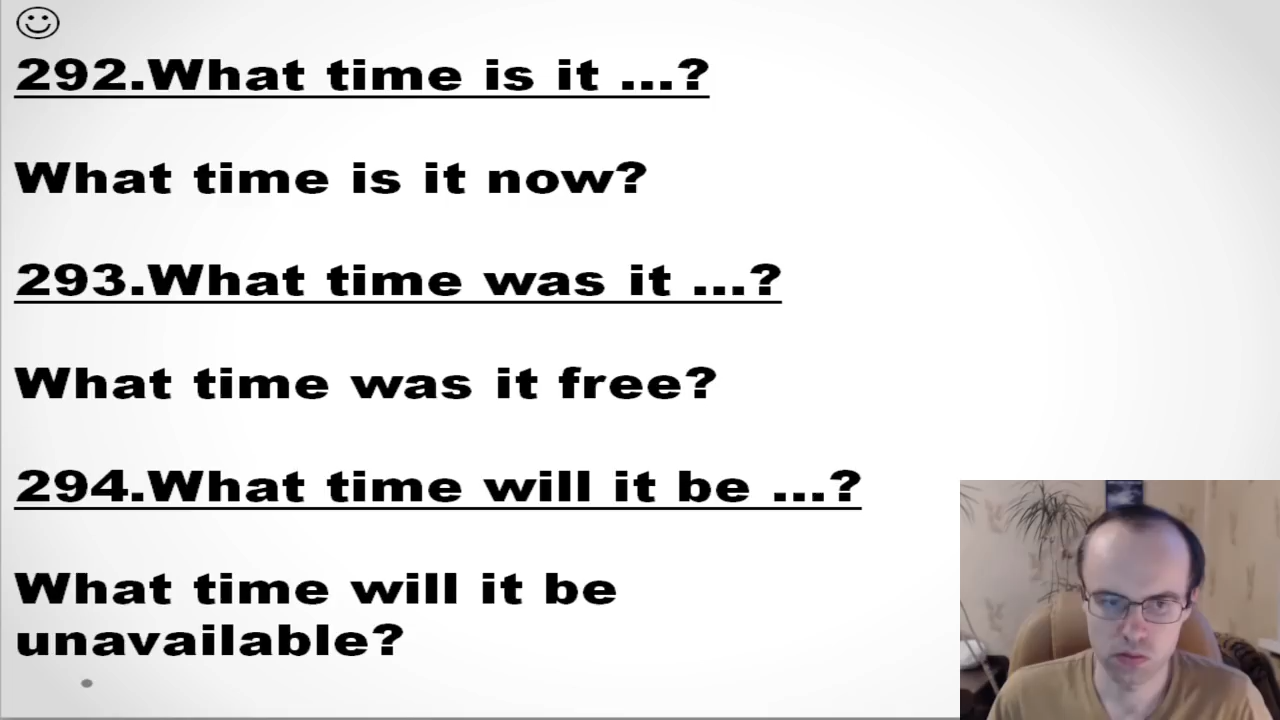 292.What time is it ...?
What time is it now?
293.What time was it ...?
What time was it free?
294.What time will it be ...?
What time will it be
unavailable?